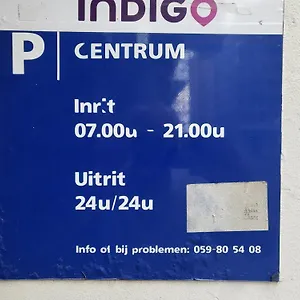 INDIGO
P CENTRUM
Inrit
07.00u - 21.00u
Uitrit
24u/24u
Info of bij problemen: 059-80 54 08